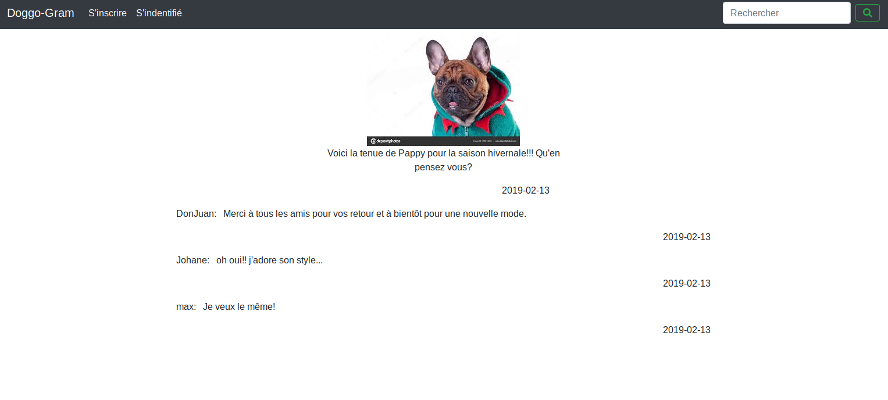 Doggo-Gram S'inscrire S'indentifié Rechercher
depositphotos
Voici la tenue de Pappy pour la saison hivernale!!! Qu'en
pensez vous?
2019-02-13
DonJuan: Merci à tous les amis pour vos retour et à bientôt pour une nouvelle mode.
2019-02-13
Johane: oh oui!! j'adore son style...
2019-02-13
max: Je veux le même!
2019-02-13